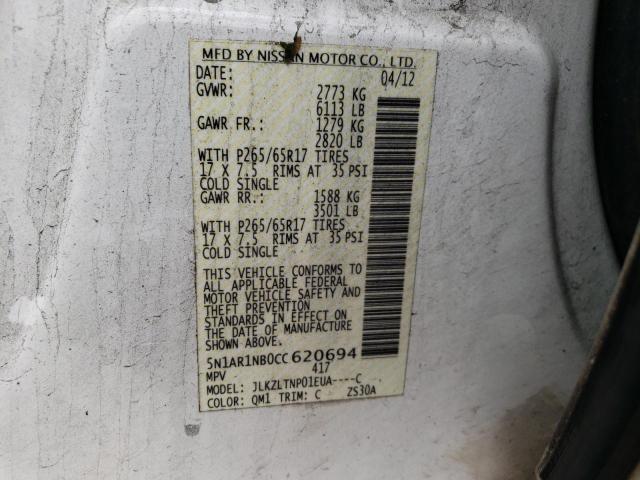 MFD BY NISSAN MOTOR CO., LTD.
DATE: 04/12
GVWR: 2773 KG
6113 LB
GAWR FR.: 1279 KG
2820 LB
WITH P265/65R17 TIRES
17 X 7.5 RIMS AT 35 PSI
COLD SINGLE
GAWR RR.: 1588 KG
3501 LB
WITH P265/65R17 TIRES
17 X 7.5 RIMS AT 35 PSI
COLD SINGLE
THIS VEHICLE CONFORMS TO
ALL APPLICABLE FEDERAL
MOTOR VEHICLE SAFETY AND
THEFT PREVENTION
STANDARDS IN EFFECT ON
THE DATE OF MANUFACTURE
SHOWN ABOVE.
5N1AR1NB0CC620694
MPV 417
MODEL: JLKZLTNP01EUA----C
COLOR: QM1 TRIM: C ZS30A